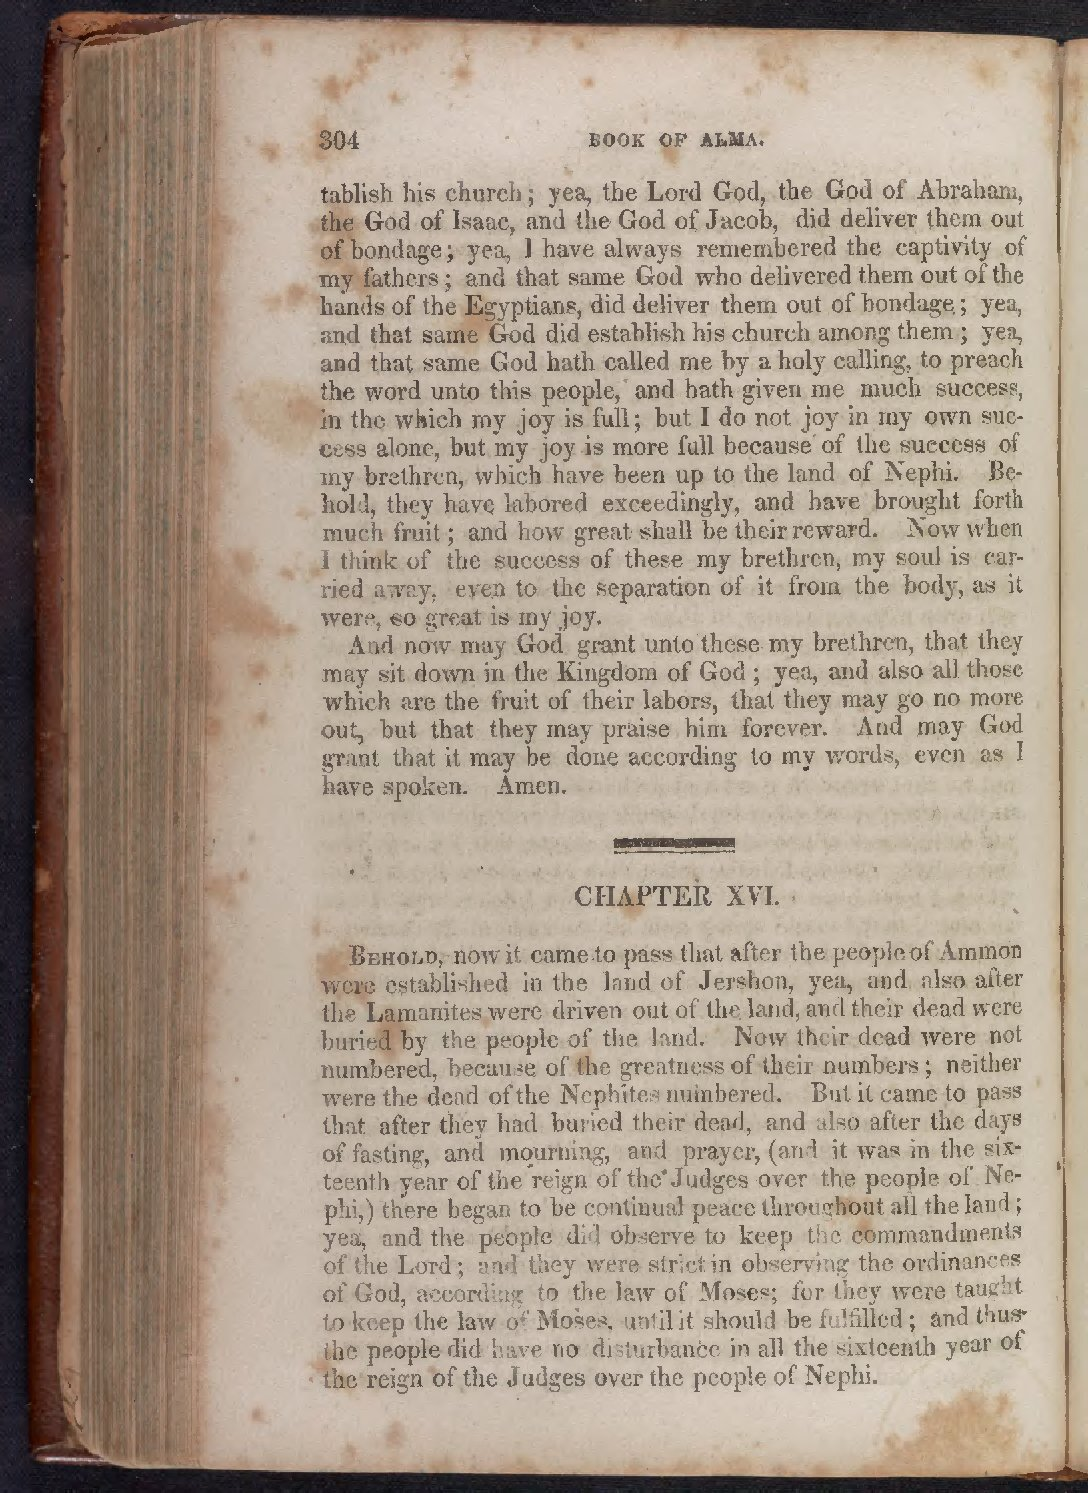 304 BOOK OF ALMA.
tablish his church; yea, the Lord God, the God of Abraham,
the God of Isaac, and the God of Jacob, did deliver them out
of bondage; yea, I have always remembered the captivity of
my fathers; and that same God who delivered them out of the
hands of the Egyptians, did deliver them out of bondage; yea,
and that same God did establish his church among them; yea,
and that same God hath called me by a holy calling, to preach
the word unto this people, and hath given me much success,
in the which my joy is full; but I do not joy in my own suc-
cess alone, but my joy is more full because of the success of
my brethren, which have been up to the land of Nephi. Be-
hold, they have labored exceedingly, and have brought forth
much fruit; and how great shall be their reward. Now when
I think of the success of these my brethren, my soul is car-
ried away, even to the separation of it from the body, as it
were, so great is my joy.
And now may God grant unto these my brethren, that they
may sit down in the Kingdom of God; yea, and also all those
which are the fruit of their labors, that they may go no more
out, but that they may praise him forever. And may God
grant that it may be done according to my words, even as I
have spoken. Amen.
CHAPTER XVI.
BEHOLD, now it came to pass that after the people of Ammon
were established in the land of Jershon, yea, and also after
the Lamanites were driven out of the land, and their dead were
buried by the people of the land. Now their dead were not
numbered, because of the greatness of their numbers; neither
were the dead of the Nephites numbered. But it came to pass
that after they had buried their dead, and also after the days
of fasting, and mourning, and prayer, (and it was in the six-
teenth year of the reign of the Judges over the people of Ne-
phi,) there began to be continual peace throughout all the land;
yea, and the people did observe to keep the commandments
of the Lord; and they were strict in observing the ordinances
of God, according to the law of Moses; for they were taught
to keep the law of Moses, until it should be fulfilled; and thus
the people did have no disturbance in all the sixteenth year of
the reign of the Judges over the people of Nephi.